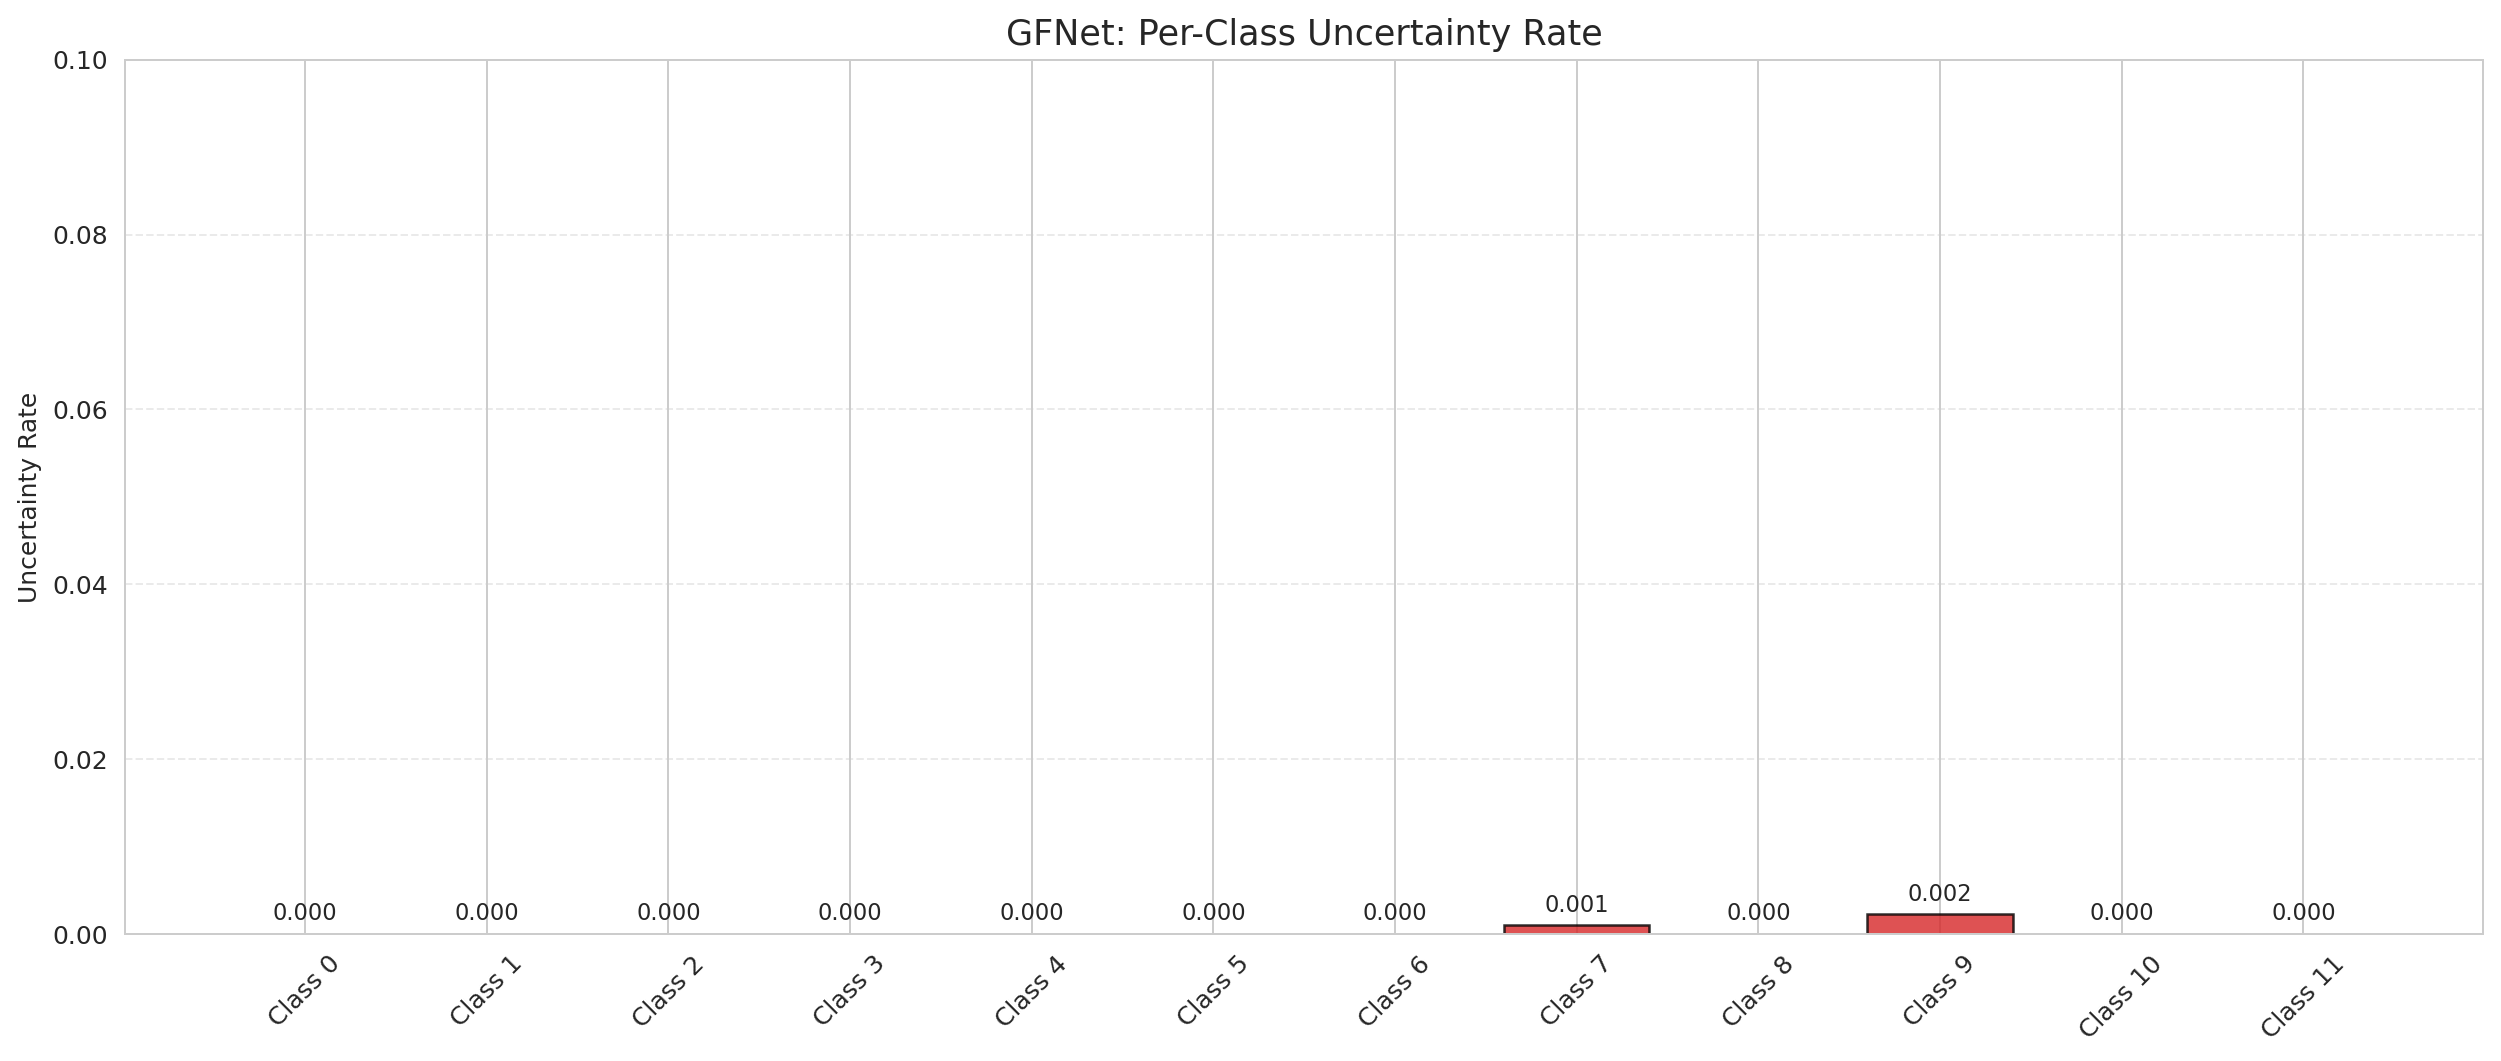 GFNet: Per-Class Uncertainty Rate
0.10
0.08
0.06
0.04
0.02
0.00
Uncertainty Rate
0.000
0.000
0.000
0.000
0.000
0.000
0.000
0.001
0.000
0.002
0.000
0.000
Class 0
Class 1
Class 2
Class 3
Class 4
Class 5
Class 6
Class 7
Class 8
Class 9
Class 10
Class 11